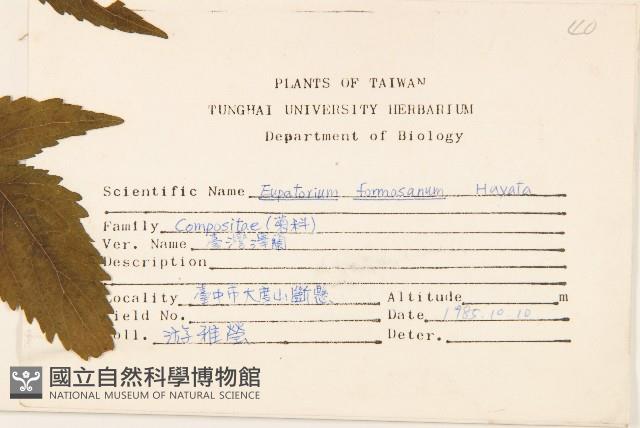 40
PLANTS OF TAIWAN
TUNGHAI UNIVERSITY HERBARIUM
Department of Biology
Scientific Name Eupatorium formosanum Hayata
Family Compositae (菊科)
Ver. Name 臺灣澤蘭
Description
Locality 臺中市大度山斷懸 Altitude m
Field No. Date 1985.10.10
Coll. 游雅瑩 Deter.
國立自然科學博物館
NATIONAL MUSEUM OF NATURAL SCIENCE